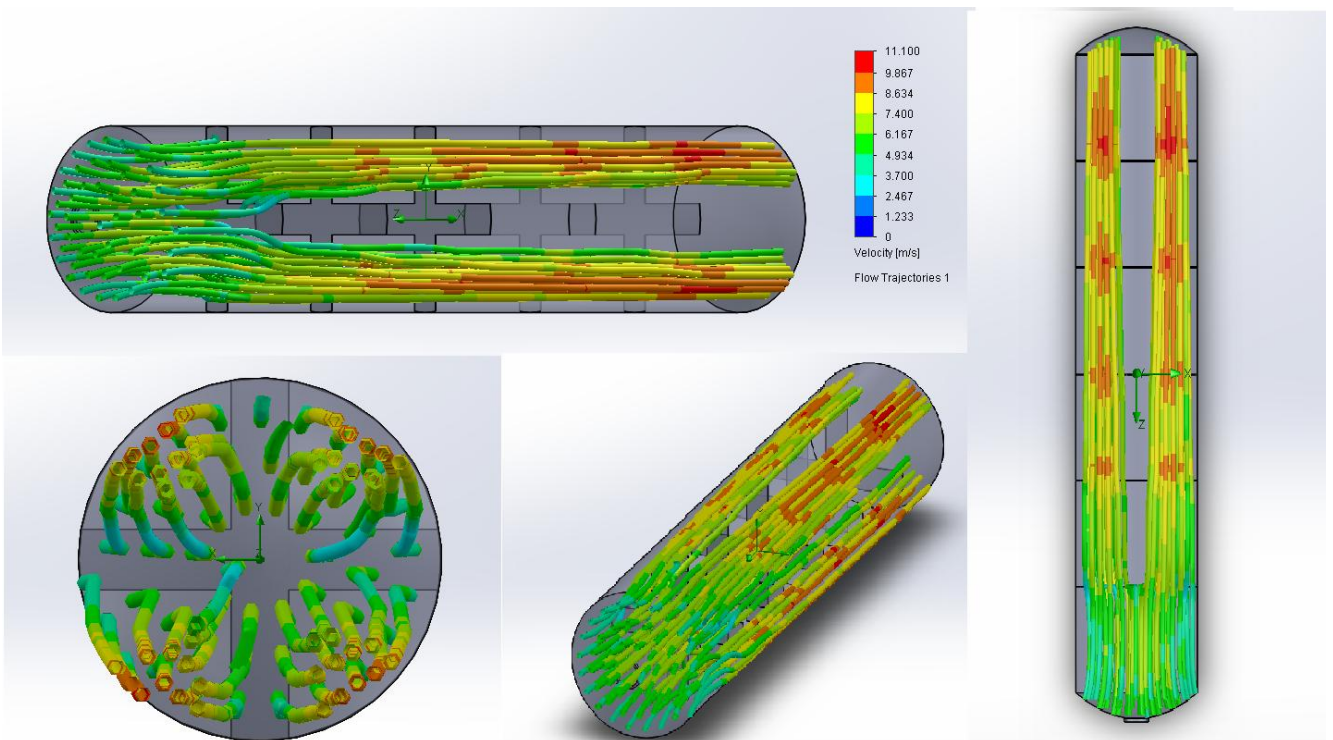 11.100
9.867
8.634
7.400
6.167
4.934
3.700
2.467
1.233
0
Velocity [m/s]
Flow Trajectories 1
Y
Z
X
Y
X
Z
Y
X
Z